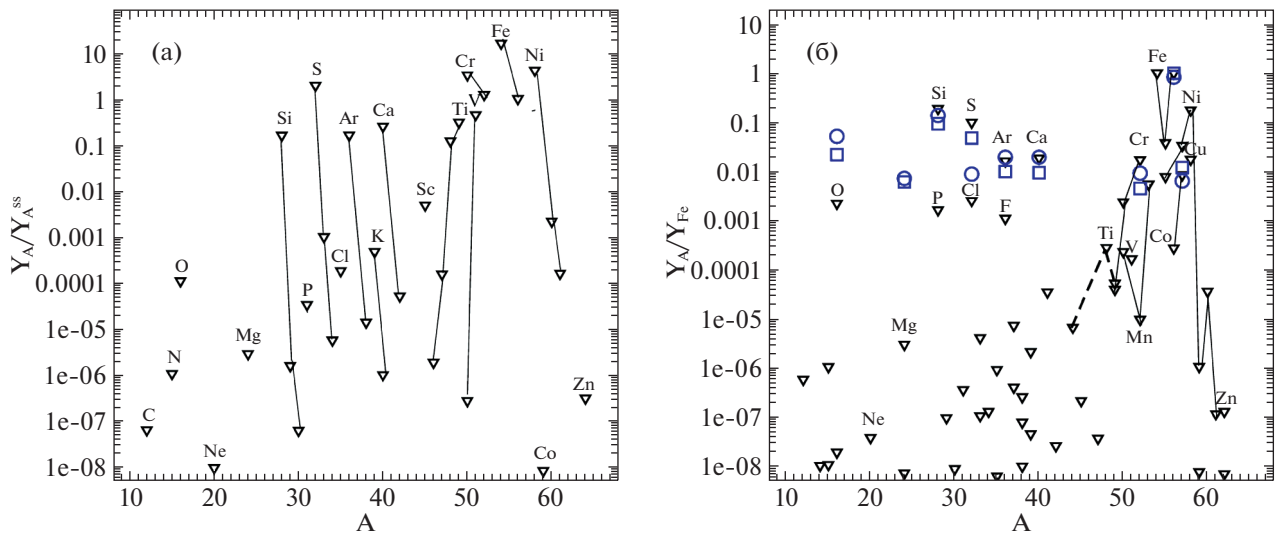 (а)
Y_A/Y_A^ss
10
1
0.1
0.01
0.001
0.0001
1e-05
1e-06
1e-07
1e-08
C
N
O
Ne
Mg
Si
P
S
Cl
Ar
K
Ca
Sc
Ti
V
Cr
Fe
Ni
Co
Zn
10 20 30 40 50 60
A
(б)
Y_A/Y_Fe
10
1
0.1
0.01
0.001
0.0001
1e-05
1e-06
1e-07
1e-08
O
Ne
Mg
Si
P
S
Cl
Ar
F
Ca
Ti
V
Cr
Mn
Fe
Co
Ni
Cu
Zn
10 20 30 40 50 60
A